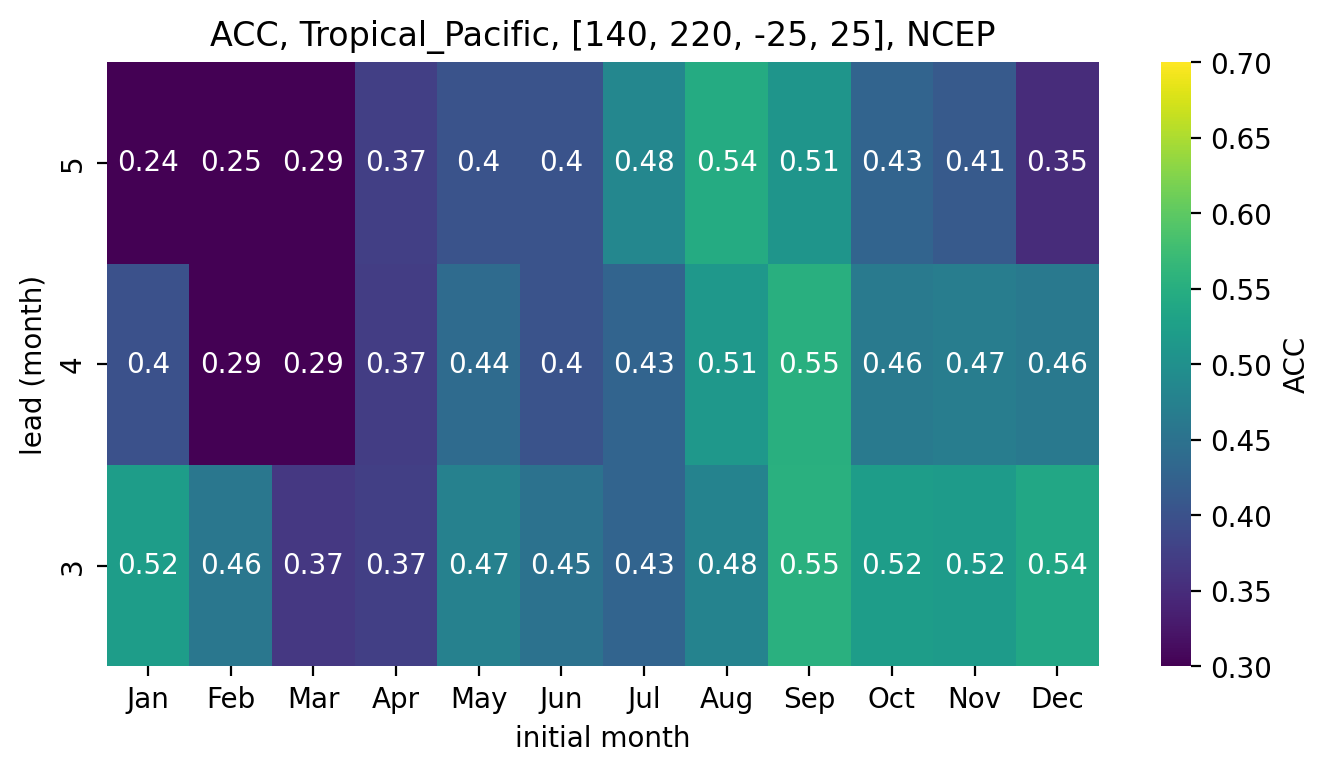 ACC, Tropical_Pacific, [140, 220, -25, 25], NCEP
5 0.24 0.25 0.29 0.37 0.4 0.4 0.48 0.54 0.51 0.43 0.41 0.35
4 0.4 0.29 0.29 0.37 0.44 0.4 0.43 0.51 0.55 0.46 0.47 0.46
3 0.52 0.46 0.37 0.37 0.47 0.45 0.43 0.48 0.55 0.52 0.52 0.54
Jan Feb Mar Apr May Jun Jul Aug Sep Oct Nov Dec
initial month
lead (month)
0.70
0.65
0.60
0.55
0.50
0.45
0.40
0.35
0.30
ACC